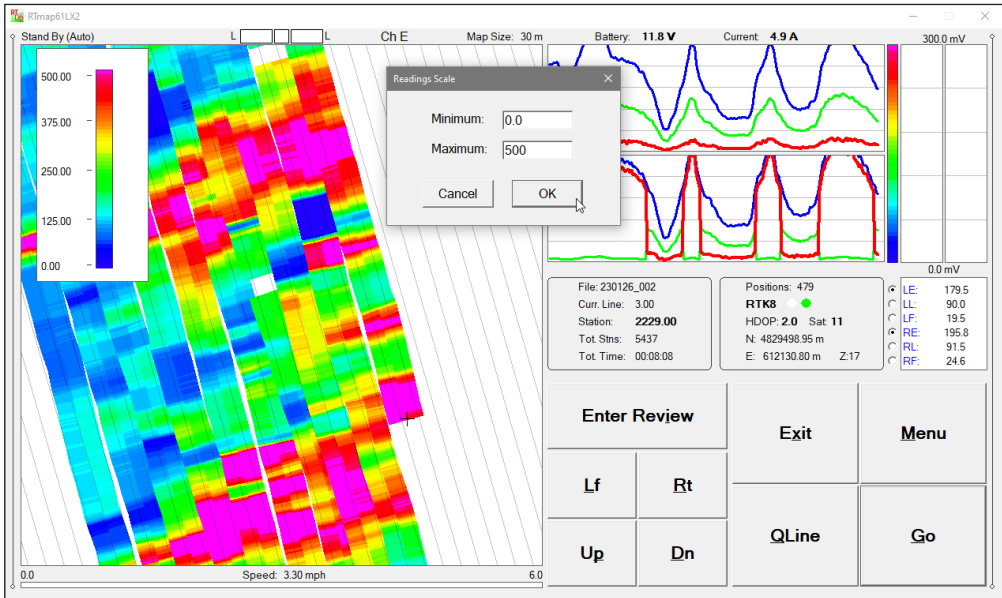 RTmap61LX2
Stand By (Auto)
L L
Ch E
Map Size: 30 m
Battery: 11.8 V
Current: 4.9 A
300.0 mV
500.00
375.00
250.00
125.00
0.00
Readings Scale
Minimum: 0.0
Maximum: 500
Cancel OK
0.0 mV
File: 230126_002
Curr. Line: 3.00
Station: 2229.00
Tot. Stns: 5437
Tot. Time: 00:08:08
Positions: 479
RTK8
HDOP: 2.0 Sat: 11
N: 4829498.95 m
E: 612130.80 m Z:17
LE: 179.5
LL: 90.0
LF: 19.5
RE: 195.8
RL: 91.5
RF: 24.6
Enter Review
Exit
Menu
Lf
Rt
QLine
Go
Up
Dn
0.0
Speed: 3.30 mph
6.0